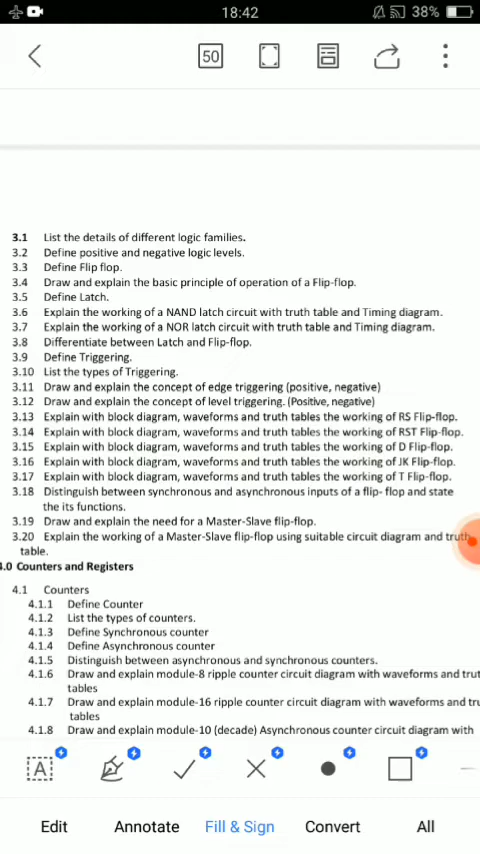 18:42
38%
50
3.1 List the details of different logic families.
3.2 Define positive and negative logic levels.
3.3 Define Flip flop.
3.4 Draw and explain the basic principle of operation of a Flip-flop.
3.5 Define Latch.
3.6 Explain the working of a NAND latch circuit with truth table and Timing diagram.
3.7 Explain the working of a NOR latch circuit with truth table and Timing diagram.
3.8 Differentiate between Latch and Flip-flop.
3.9 Define Triggering.
3.10 List the types of Triggering.
3.11 Draw and explain the concept of edge triggering (positive, negative)
3.12 Draw and explain the concept of level triggering. (Positive, negative)
3.13 Explain with block diagram, waveforms and truth tables the working of RS Flip-flop.
3.14 Explain with block diagram, waveforms and truth tables the working of RST Flip-flop.
3.15 Explain with block diagram, waveforms and truth tables the working of D Flip-flop.
3.16 Explain with block diagram, waveforms and truth tables the working of JK Flip-flop.
3.17 Explain with block diagram, waveforms and truth tables the working of T Flip-flop.
3.18 Distinguish between synchronous and asynchronous inputs of a flip- flop and state
the its functions.
3.19 Draw and explain the need for a Master-Slave flip-flop.
3.20 Explain the working of a Master-Slave flip-flop using suitable circuit diagram and truth
table.
4.0 Counters and Registers
4.1 Counters
4.1.1 Define Counter
4.1.2 List the types of counters.
4.1.3 Define Synchronous counter
4.1.4 Define Asynchronous counter
4.1.5 Distinguish between asynchronous and synchronous counters.
4.1.6 Draw and explain module-8 ripple counter circuit diagram with waveforms and trut
tables
4.1.7 Draw and explain module-16 ripple counter circuit diagram with waveforms and tru
tables
4.1.8 Draw and explain module-10 (decade) Asynchronous counter circuit diagram with
A
Edit Annotate Fill & Sign Convert All